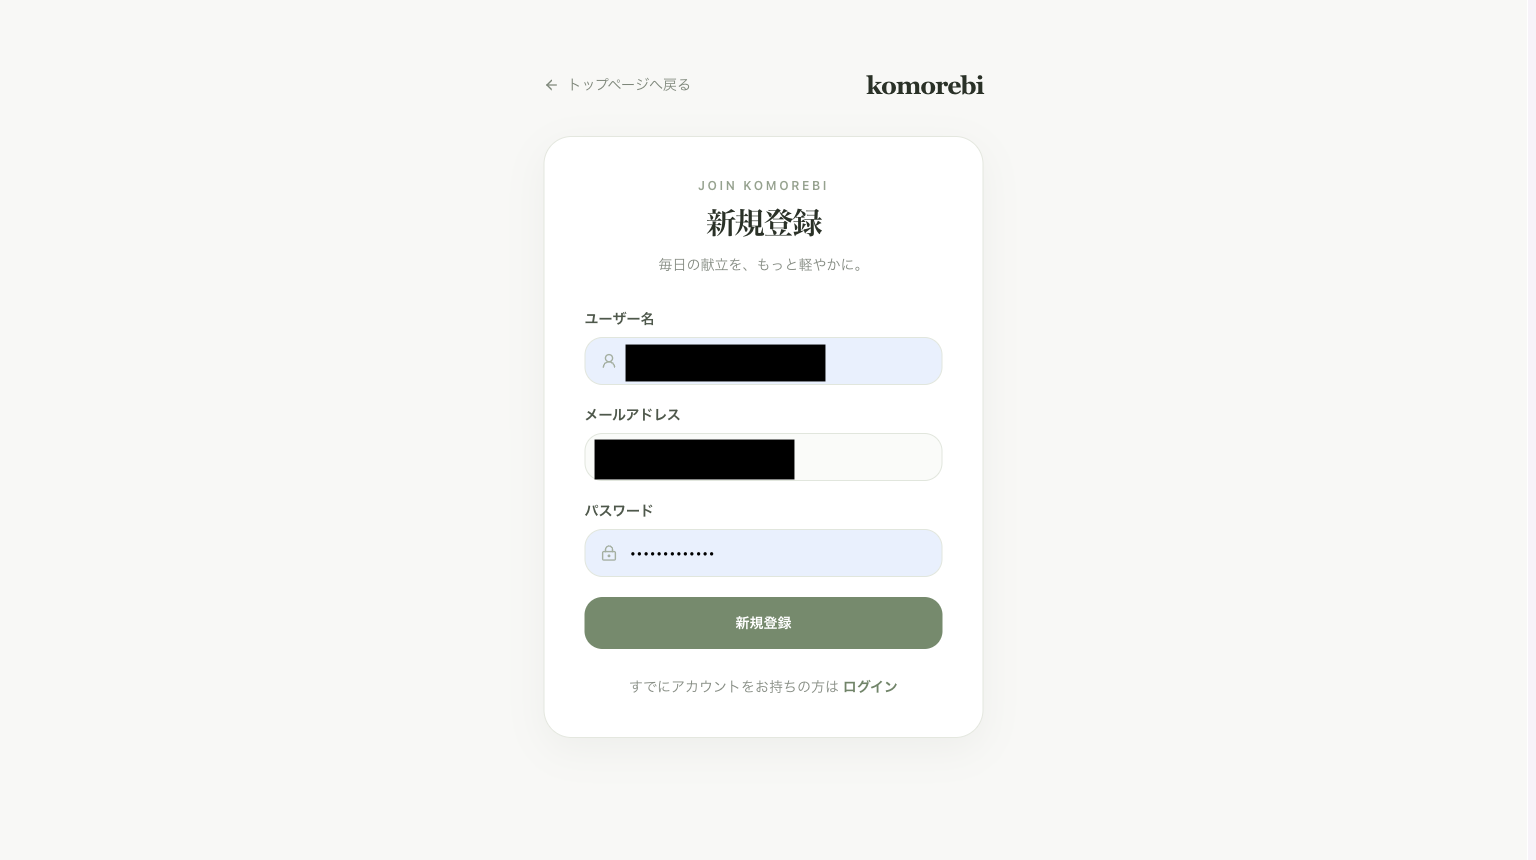 トップページへ戻る
komorebi
JOIN KOMOREBI
新規登録
毎日の献立を、もっと軽やかに。
ユーザー名
メールアドレス
パスワード
•••••••••••••
新規登録
すでにアカウントをお持ちの方は ログイン